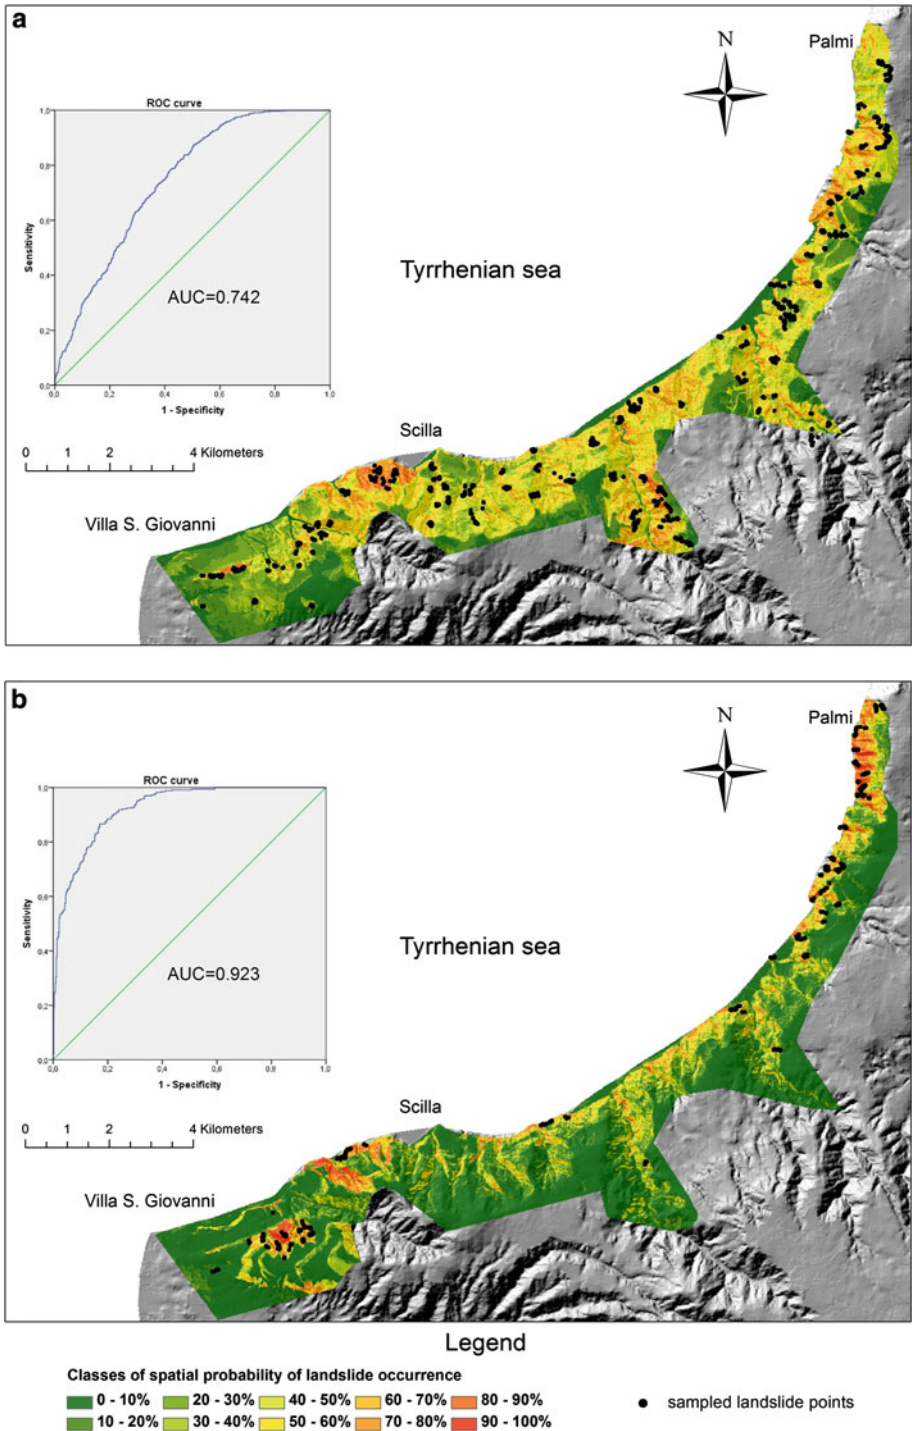 a
N
Palmi
ROC curve
1,0
0,8
0,6
0,4
0,2
0,0
Sensitivity
AUC=0.742
0,0 0,2 0,4 0,6 0,8 1,0
1 - Specificity
Tyrrhenian sea
0 1 2 4 Kilometers
Scilla
Villa S. Giovanni
b
N
Palmi
ROC curve
1,0
0,8
0,6
0,4
0,2
0,0
Sensitivity
AUC=0.923
0,0 0,2 0,4 0,6 0,8 1,0
1 - Specificity
Tyrrhenian sea
0 1 2 4 Kilometers
Scilla
Villa S. Giovanni
Legend
Classes of spatial probability of landslide occurrence
0 - 10% 20 - 30% 40 - 50% 60 - 70% 80 - 90%
10 - 20% 30 - 40% 50 - 60% 70 - 80% 90 - 100%
sampled landslide points